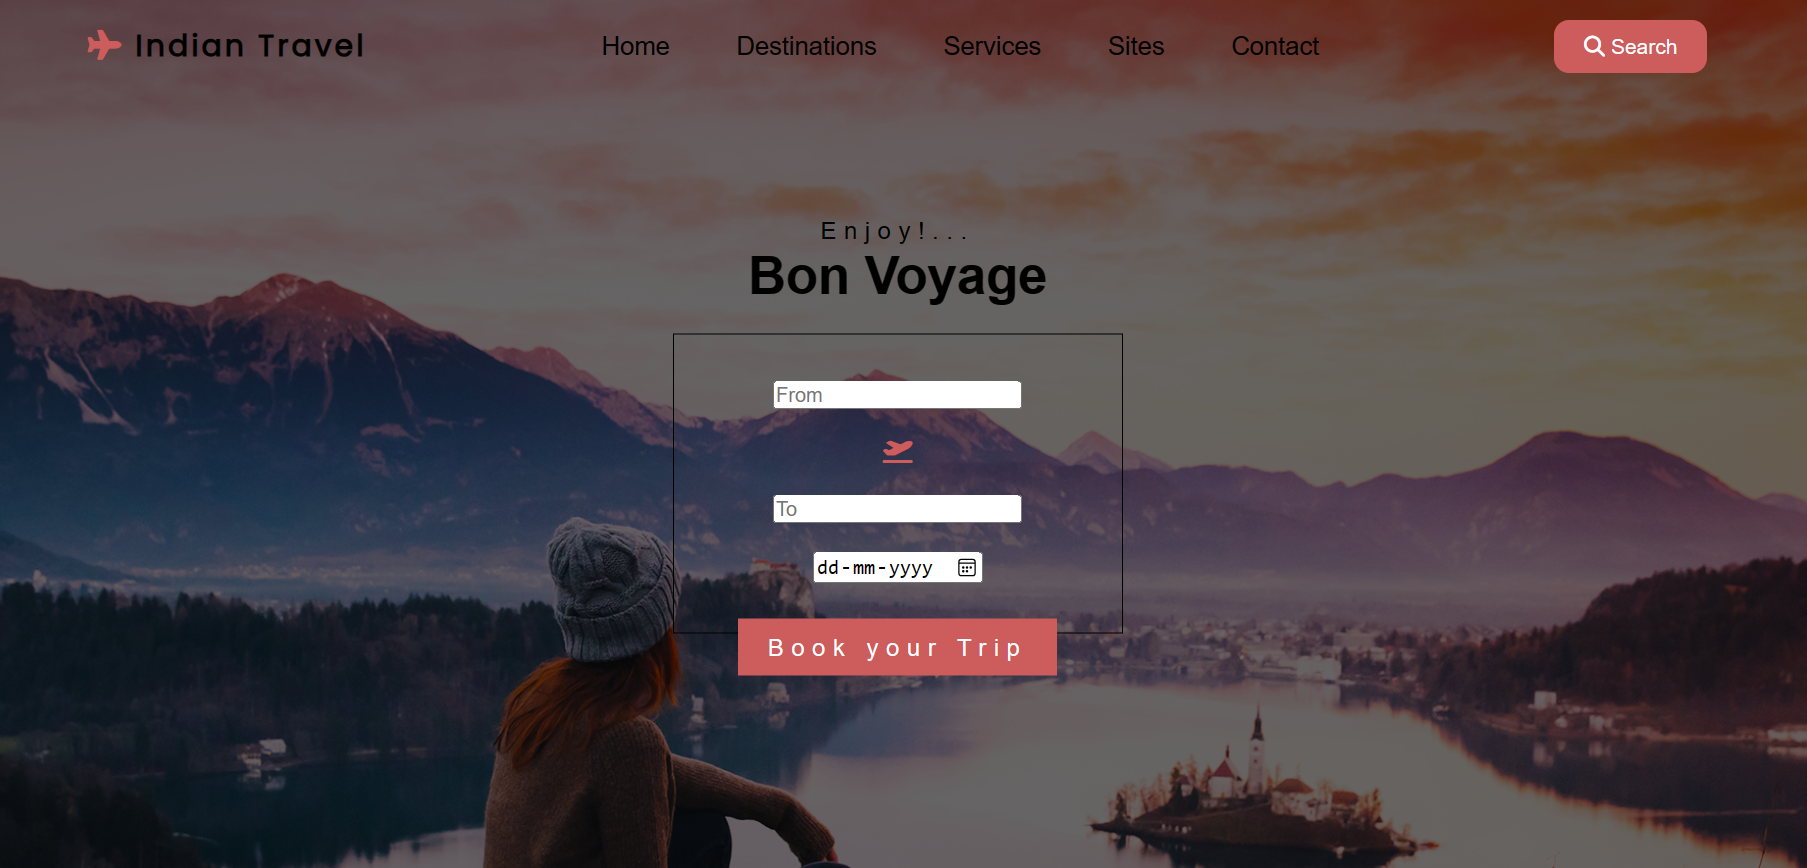 Indian Travel
Home
Destinations
Services
Sites
Contact
Search
Enjoy!...
Bon Voyage
From
To
dd-mm-yyyy
Book your Trip